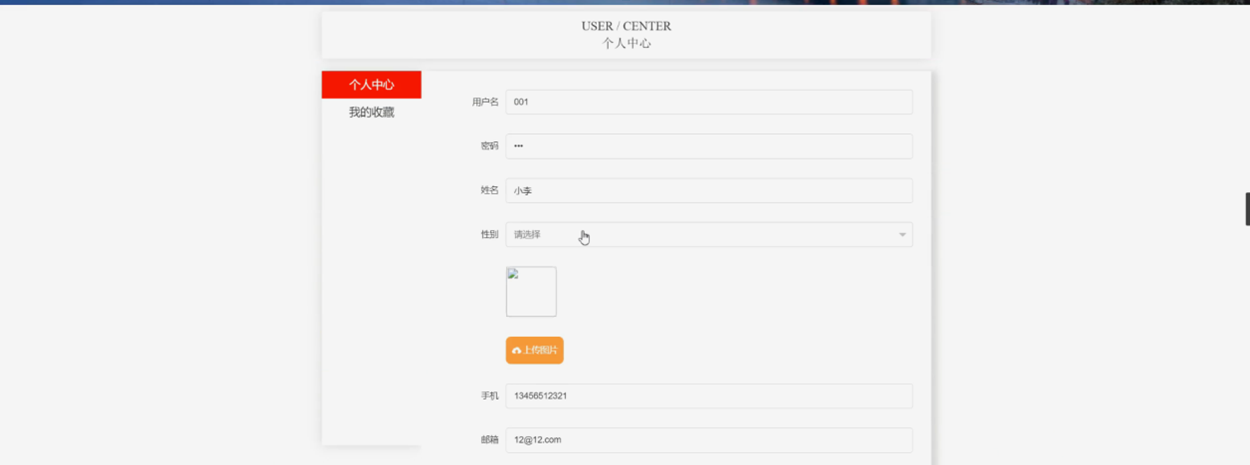 USER / CENTER
个人中心
个人中心
我的收藏
用户名 001
密码 •••
姓名 小李
性别 请选择
上传图片
手机 13456512321
邮箱 12@12.com